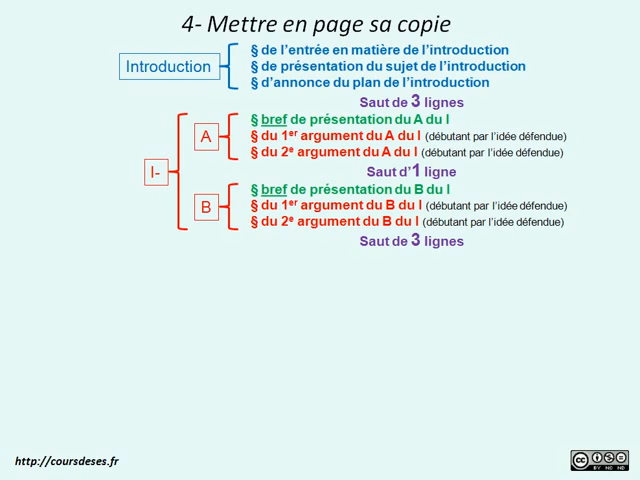 4- Mettre en page sa copie
§ de l'entrée en matière de l'introduction
Introduction
§ de présentation du sujet de l'introduction
§ d'annonce du plan de l'introduction
Saut de 3 lignes
§ bref de présentation du A du I
A
§ du 1er argument du A du I (débutant par l'idée défendue)
§ du 2e argument du A du I (débutant par l'idée défendue)
I-
Saut d'1 ligne
§ bref de présentation du B du I
B
§ du 1er argument du B du I (débutant par l'idée défendue)
§ du 2e argument du B du I (débutant par l'idée défendue)
Saut de 3 lignes
http://coursdeses.fr
cc
BY NC ND